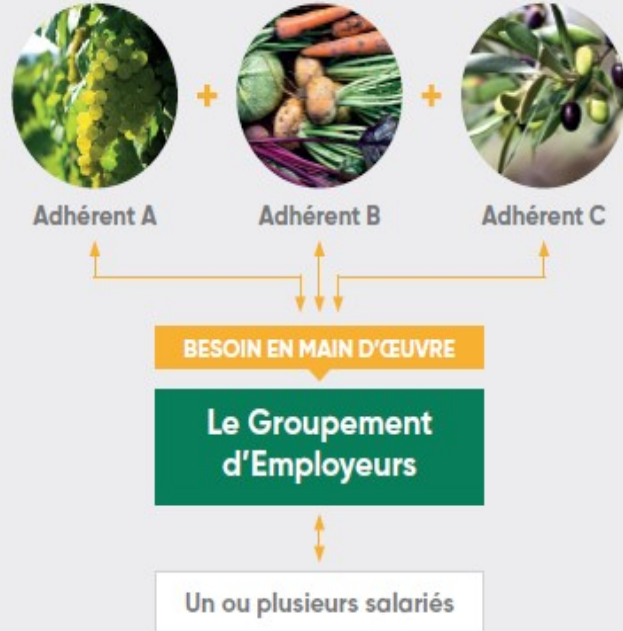 + +
Adhérent A Adhérent B Adhérent C
BESOIN EN MAIN D'ŒUVRE
Le Groupement
d'Employeurs
Un ou plusieurs salariés